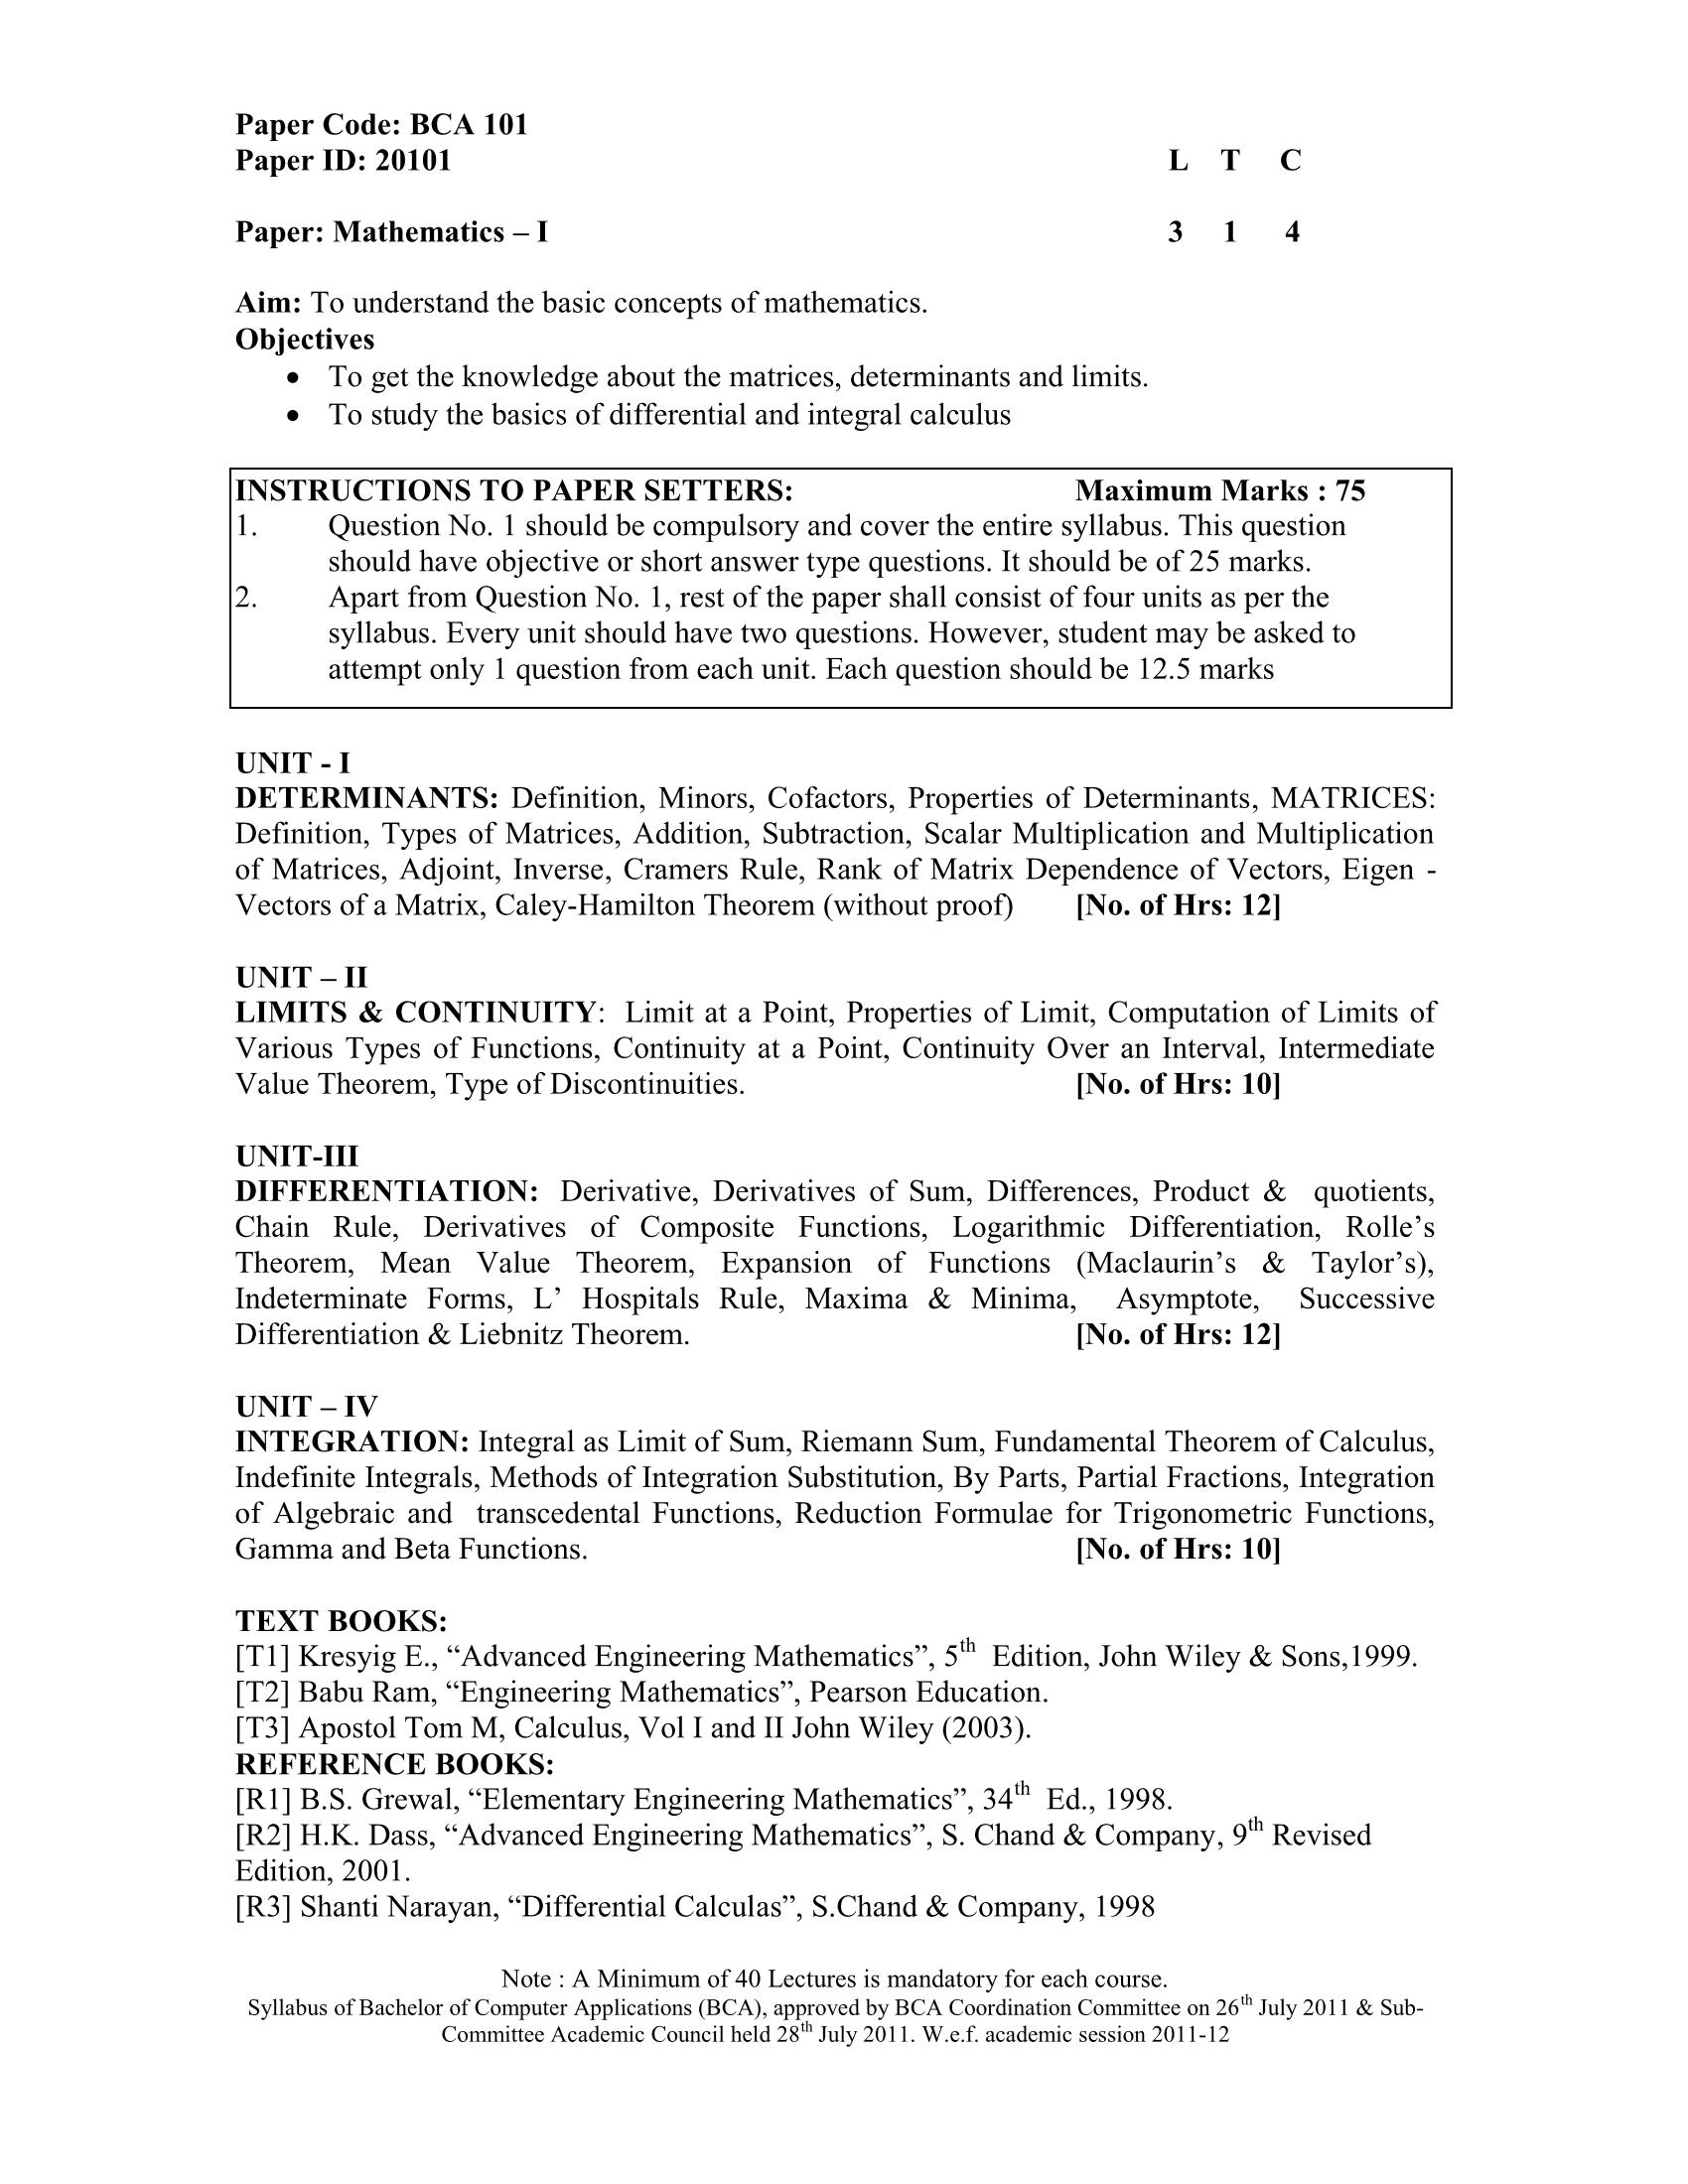 Paper Code: BCA 101
Paper ID: 20101 L T C
Paper: Mathematics – I 3 1 4
Aim: To understand the basic concepts of mathematics.
Objectives
• To get the knowledge about the matrices, determinants and limits.
• To study the basics of differential and integral calculus
INSTRUCTIONS TO PAPER SETTERS: Maximum Marks : 75
1. Question No. 1 should be compulsory and cover the entire syllabus. This question
should have objective or short answer type questions. It should be of 25 marks.
2. Apart from Question No. 1, rest of the paper shall consist of four units as per the
syllabus. Every unit should have two questions. However, student may be asked to
attempt only 1 question from each unit. Each question should be 12.5 marks
UNIT - I
DETERMINANTS: Definition, Minors, Cofactors, Properties of Determinants, MATRICES:
Definition, Types of Matrices, Addition, Subtraction, Scalar Multiplication and Multiplication
of Matrices, Adjoint, Inverse, Cramers Rule, Rank of Matrix Dependence of Vectors, Eigen -
Vectors of a Matrix, Caley-Hamilton Theorem (without proof) [No. of Hrs: 12]
UNIT – II
LIMITS & CONTINUITY: Limit at a Point, Properties of Limit, Computation of Limits of
Various Types of Functions, Continuity at a Point, Continuity Over an Interval, Intermediate
Value Theorem, Type of Discontinuities. [No. of Hrs: 10]
UNIT-III
DIFFERENTIATION: Derivative, Derivatives of Sum, Differences, Product & quotients,
Chain Rule, Derivatives of Composite Functions, Logarithmic Differentiation, Rolle’s
Theorem, Mean Value Theorem, Expansion of Functions (Maclaurin’s & Taylor’s),
Indeterminate Forms, L’ Hospitals Rule, Maxima & Minima, Asymptote, Successive
Differentiation & Liebnitz Theorem. [No. of Hrs: 12]
UNIT – IV
INTEGRATION: Integral as Limit of Sum, Riemann Sum, Fundamental Theorem of Calculus,
Indefinite Integrals, Methods of Integration Substitution, By Parts, Partial Fractions, Integration
of Algebraic and transcedental Functions, Reduction Formulae for Trigonometric Functions,
Gamma and Beta Functions. [No. of Hrs: 10]
TEXT BOOKS:
[T1] Kresyig E., “Advanced Engineering Mathematics”, 5th Edition, John Wiley & Sons,1999.
[T2] Babu Ram, “Engineering Mathematics”, Pearson Education.
[T3] Apostol Tom M, Calculus, Vol I and II John Wiley (2003).
REFERENCE BOOKS:
[R1] B.S. Grewal, “Elementary Engineering Mathematics”, 34th Ed., 1998.
[R2] H.K. Dass, “Advanced Engineering Mathematics”, S. Chand & Company, 9th Revised
Edition, 2001.
[R3] Shanti Narayan, “Differential Calculas”, S.Chand & Company, 1998
Note : A Minimum of 40 Lectures is mandatory for each course.
Syllabus of Bachelor of Computer Applications (BCA), approved by BCA Coordination Committee on 26th July 2011 & Sub-
Committee Academic Council held 28th July 2011. W.e.f. academic session 2011-12